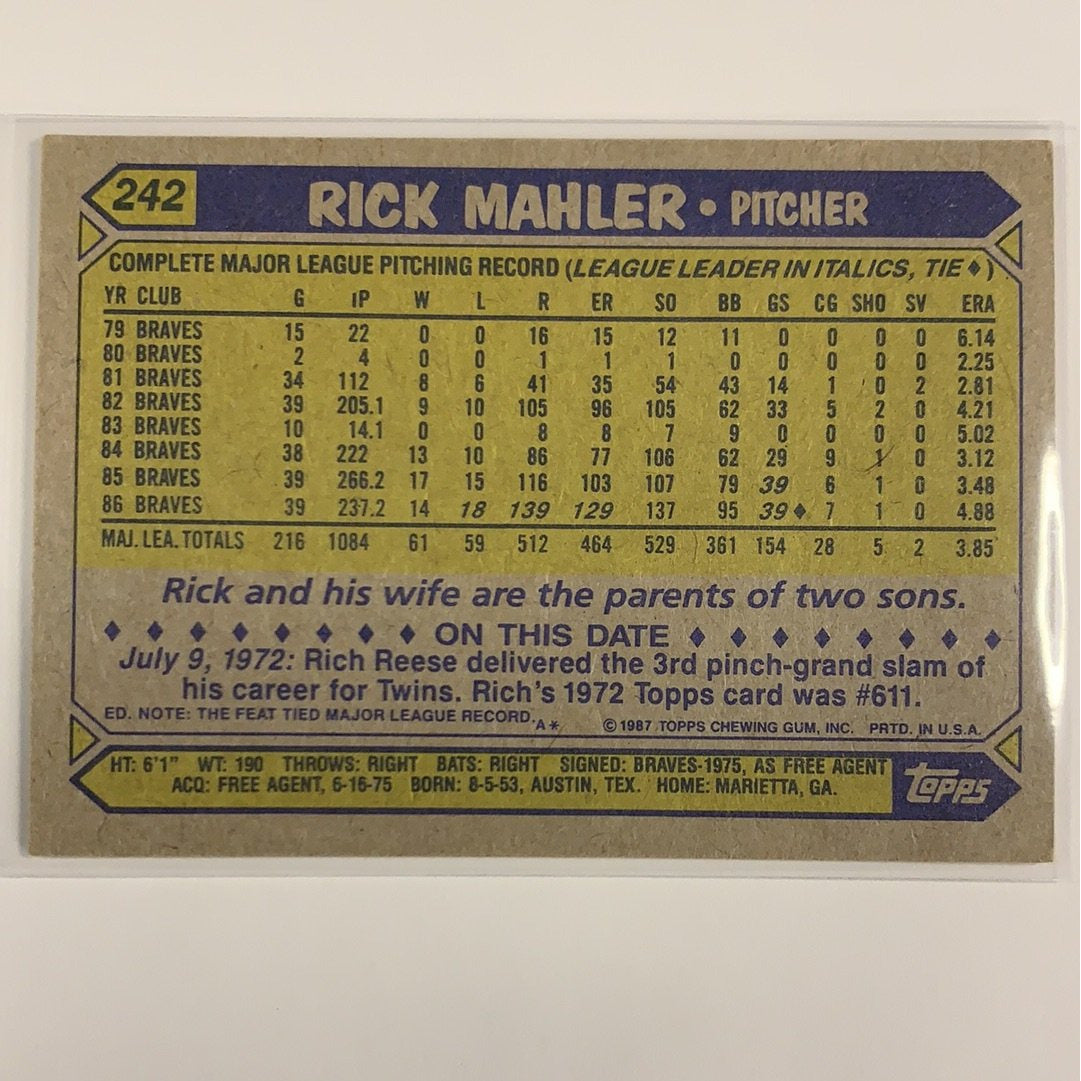 242 RICK MAHLER • PITCHER
COMPLETE MAJOR LEAGUE PITCHING RECORD (LEAGUE LEADER IN ITALICS, TIE ♦)
YR CLUB G IP W L R ER SO BB GS CG SHO SV ERA
79 BRAVES 15 22 0 0 16 15 12 11 0 0 0 0 6.14
80 BRAVES 2 4 0 0 1 1 1 0 0 0 0 0 2.25
81 BRAVES 34 112 8 6 41 35 54 43 14 1 0 2 2.81
82 BRAVES 39 205.1 9 10 105 96 105 62 33 5 2 0 4.21
83 BRAVES 10 14.1 0 0 8 8 7 9 0 0 0 0 5.02
84 BRAVES 38 222 13 10 86 77 106 62 29 9 1 0 3.12
85 BRAVES 39 266.2 17 15 116 103 107 79 39 6 1 0 3.48
86 BRAVES 39 237.2 14 18 139 129 137 95 39♦ 7 1 0 4.88
MAJ. LEA. TOTALS 216 1084 61 59 512 464 529 361 154 28 5 2 3.85
Rick and his wife are the parents of two sons.
♦ ♦ ♦ ♦ ♦ ♦ ♦ ♦ ON THIS DATE ♦ ♦ ♦ ♦ ♦ ♦ ♦ ♦
July 9, 1972: Rich Reese delivered the 3rd pinch-grand slam of
his career for Twins. Rich's 1972 Topps card was #611.
ED. NOTE: THE FEAT TIED MAJOR LEAGUE RECORD. A* © 1987 TOPPS CHEWING GUM, INC. PRTD. IN U.S.A.
HT: 6'1" WT: 190 THROWS: RIGHT BATS: RIGHT SIGNED: BRAVES-1975, AS FREE AGENT
ACQ: FREE AGENT, 6-16-75 BORN: 8-5-53, AUSTIN, TEX. HOME: MARIETTA, GA.
topps